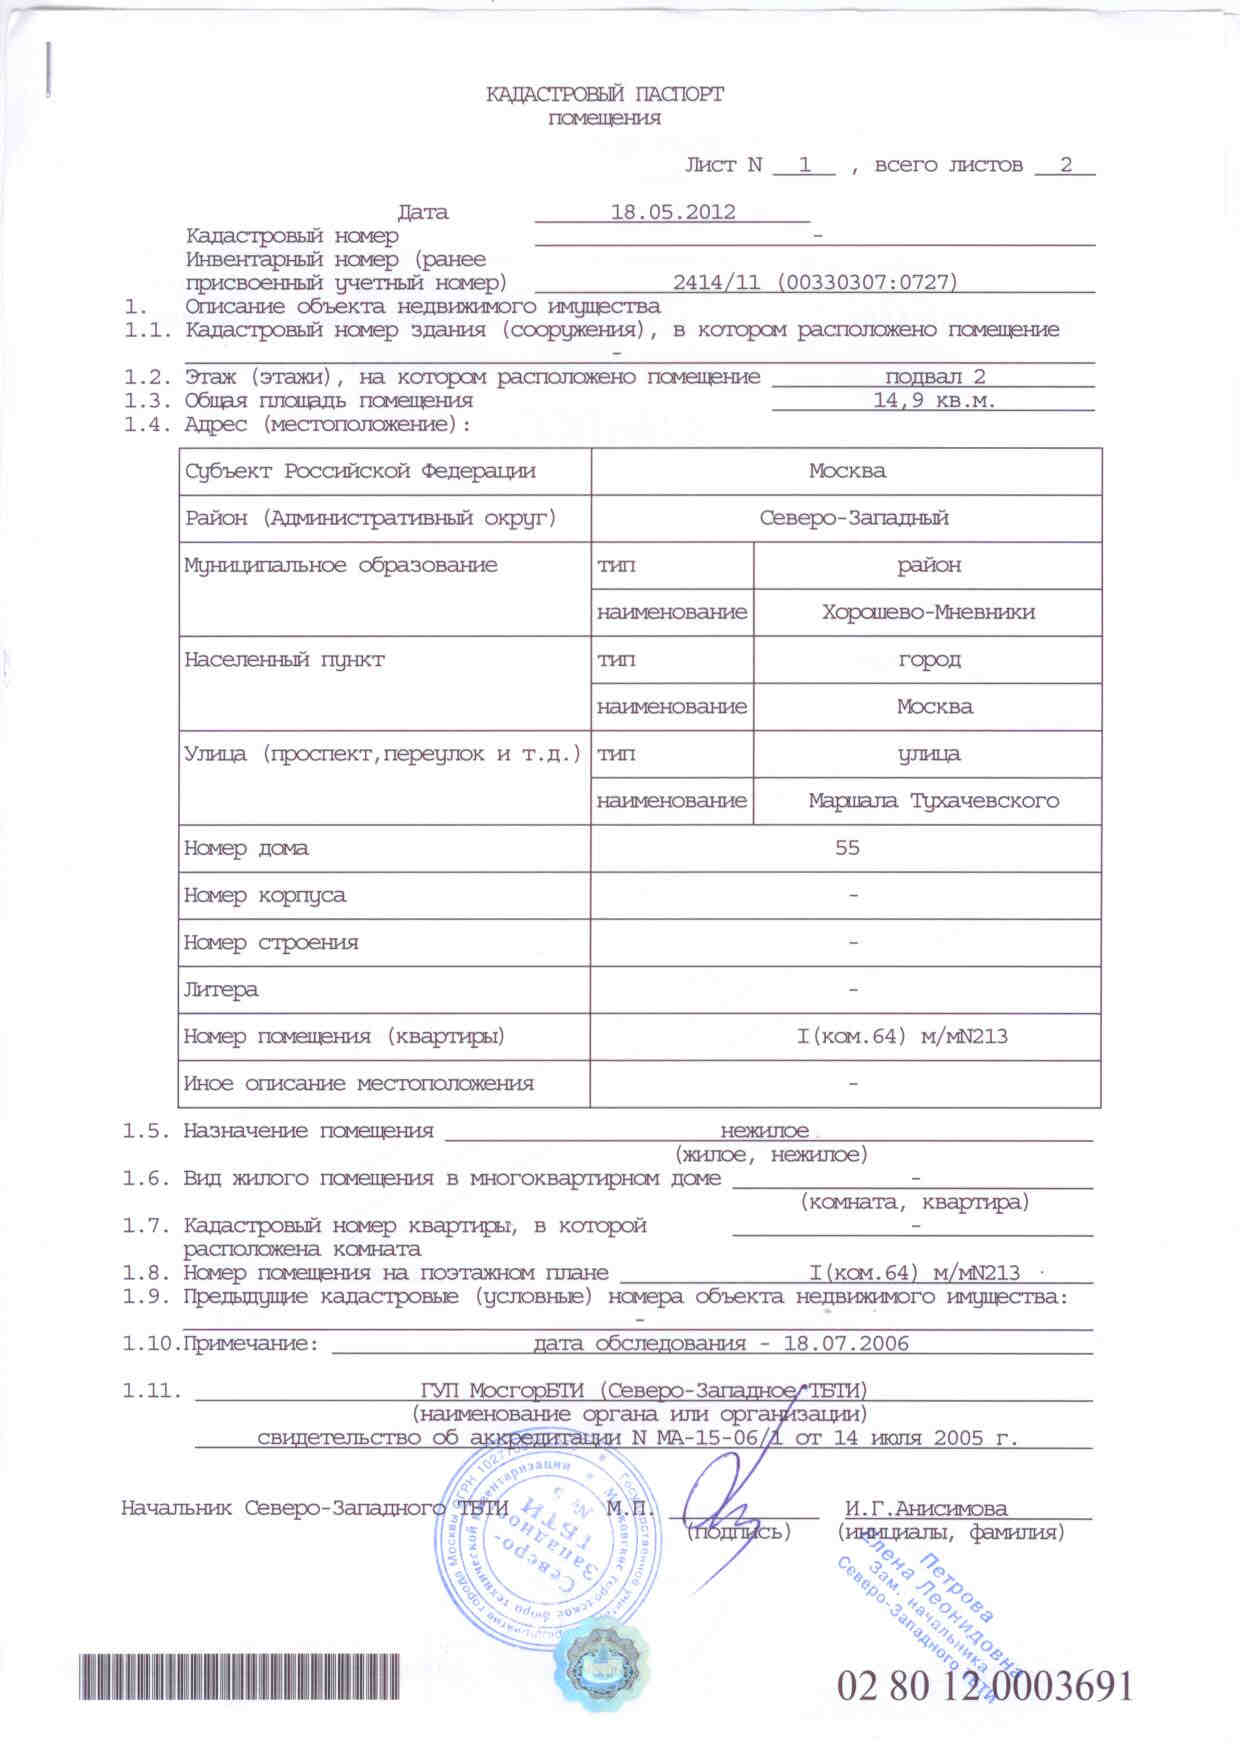 КАДАСТРОВЫЙ ПАСПОРТ
помещения
Лист N 1 , всего листов 2
Дата 18.05.2012
Кадастровый номер -
Инвентарный номер (ранее
присвоенный учетный номер) 2414/11 (00330307:0727)
1. Описание объекта недвижимого имущества
1.1. Кадастровый номер здания (сооружения), в котором расположено помещение
-
1.2. Этаж (этажи), на котором расположено помещение подвал 2
1.3. Общая площадь помещения 14,9 кв.м.
1.4. Адрес (местоположение):
Субъект Российской Федерации Москва
Район (Административный округ) Северо-Западный
Муниципальное образование тип район
наименование Хорошево-Мневники
Населенный пункт тип город
наименование Москва
Улица (проспект,переулок и т.д.) тип улица
наименование Маршала Тухачевского
Номер дома 55
Номер корпуса -
Номер строения -
Литера -
Номер помещения (квартиры) I(ком.64) м/мN213
Иное описание местоположения -
1.5. Назначение помещения нежилое
(жилое, нежилое)
1.6. Вид жилого помещения в многоквартирном доме -
(комната, квартира)
1.7. Кадастровый номер квартиры, в которой -
расположена комната
1.8. Номер помещения на поэтажном плане I(ком.64) м/мN213
1.9. Предыдущие кадастровые (условные) номера объекта недвижимого имущества:
-
1.10.Примечание: дата обследования - 18.07.2006
1.11. ГУП МосгорБТИ (Северо-Западное ТБТИ)
(наименование органа или организации)
свидетельство об аккредитации N МА-15-06/1 от 14 июля 2005 г.
Начальник Северо-Западного ТБТИ М.П. И.Г.Анисимова
(подпись) (инициалы, фамилия)
Северо-
Западное
ТБТИ
№ 9
Петрова
Елена Леонидовна
Зам. начальника
Северо-Западного ТБТИ
02 80 12 0003691